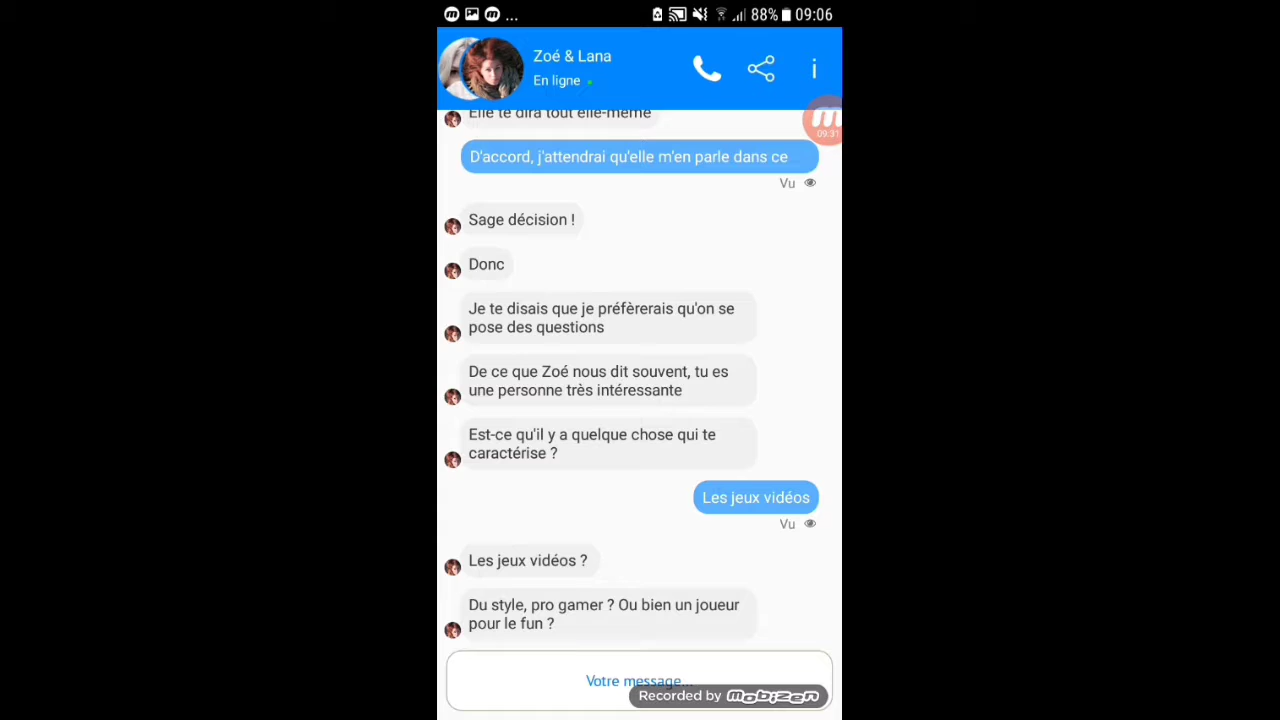 88% 09:06
Zoé & Lana
En ligne
09:31
Elle te dira tout elle-même
D'accord, j'attendrai qu'elle m'en parle dans ce
Vu
Sage décision !
Donc
Je te disais que je préfèrerais qu'on se
pose des questions
De ce que Zoé nous dit souvent, tu es
une personne très intéressante
Est-ce qu'il y a quelque chose qui te
caractérise ?
Les jeux vidéos
Vu
Les jeux vidéos ?
Du style, pro gamer ? Ou bien un joueur
pour le fun ?
Votre message...
Recorded by mobizen